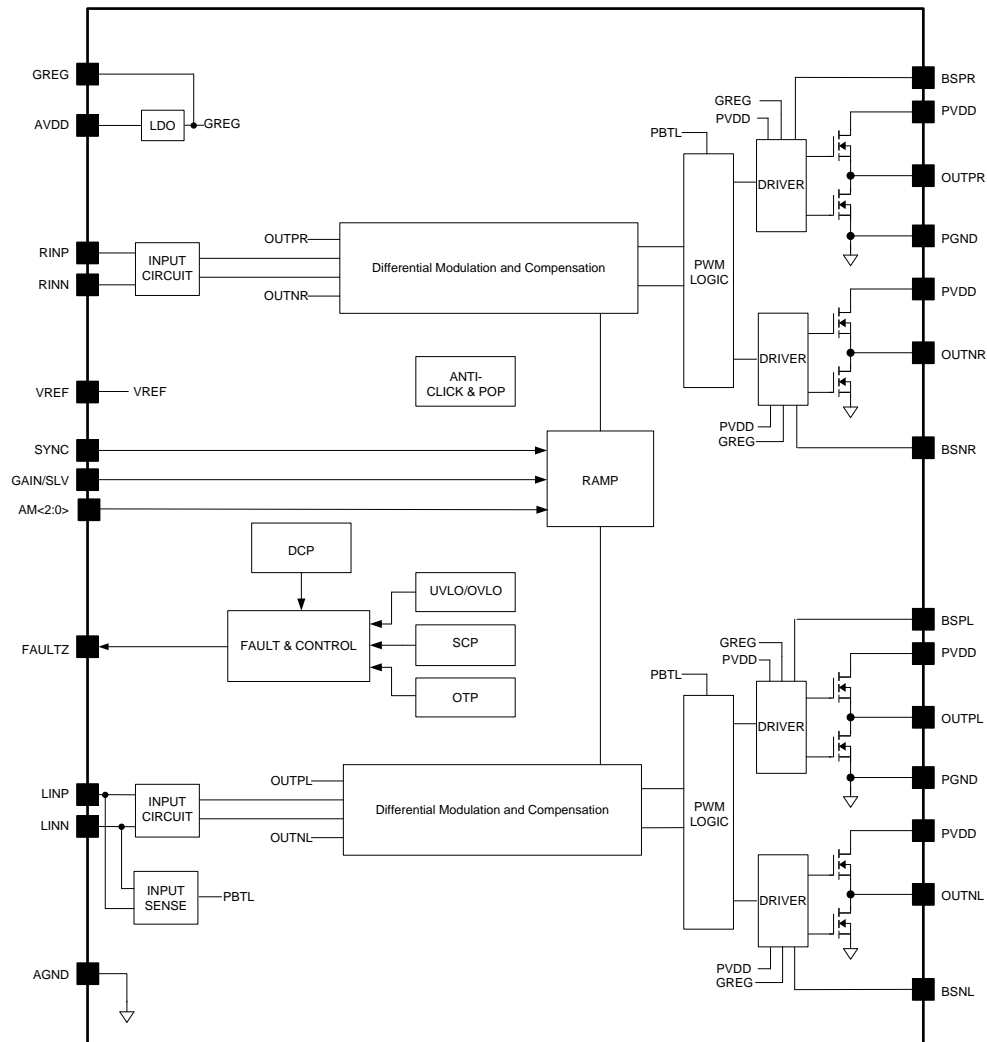 GREG
BSPR
GREG
PVDD
PVDD
AVDD
LDO
GREG
PBTL
DRIVER
OUTPR
OUTPR
PGND
RINP
INPUT
CIRCUIT
Differential Modulation and Compensation
PWM
LOGIC
RINN
OUTNR
PVDD
DRIVER
OUTNR
VREF
VREF
ANTI-
CLICK & POP
PVDD
GREG
BSNR
SYNC
GAIN/SLV
RAMP
AM<2:0>
DCP
UVLO/OVLO
FAULTZ
FAULT & CONTROL
SCP
OTP
BSPL
GREG
PVDD
PVDD
PBTL
DRIVER
OUTPL
OUTPL
PGND
LINP
INPUT
CIRCUIT
Differential Modulation and Compensation
PWM
LOGIC
LINN
OUTNL
PVDD
INPUT
SENSE
PBTL
DRIVER
OUTNL
AGND
PVDD
GREG
BSNL